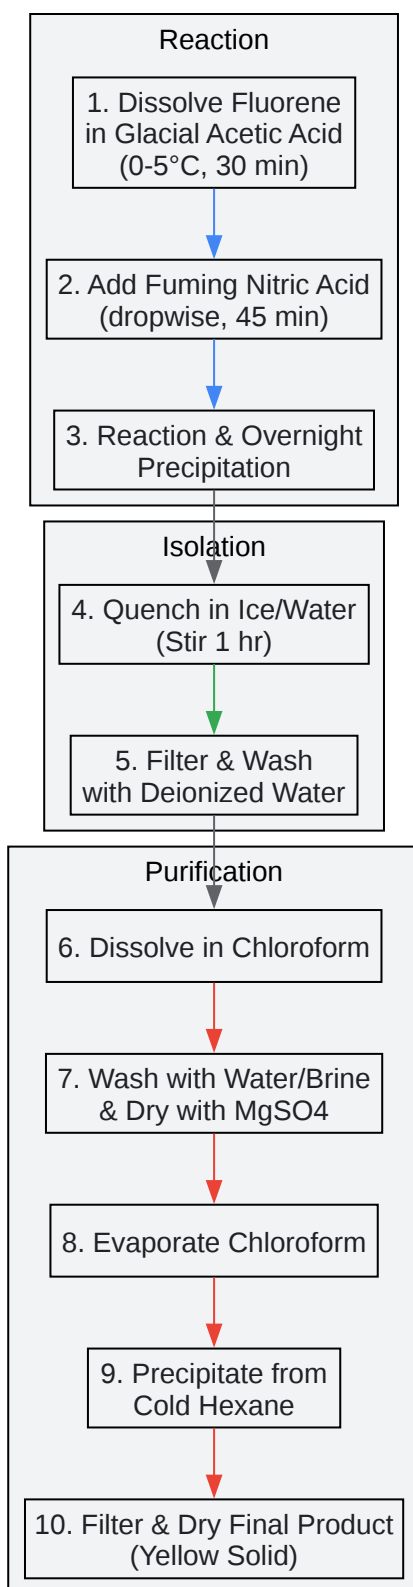 Reaction
1. Dissolve Fluorene
in Glacial Acetic Acid
(0-5°C, 30 min)
2. Add Fuming Nitric Acid
(dropwise, 45 min)
3. Reaction & Overnight
Precipitation
Isolation
4. Quench in Ice/Water
(Stir 1 hr)
5. Filter & Wash
with Deionized Water
Purification
6. Dissolve in Chloroform
7. Wash with Water/Brine
& Dry with MgSO4
8. Evaporate Chloroform
9. Precipitate from
Cold Hexane
10. Filter & Dry Final Product
(Yellow Solid)